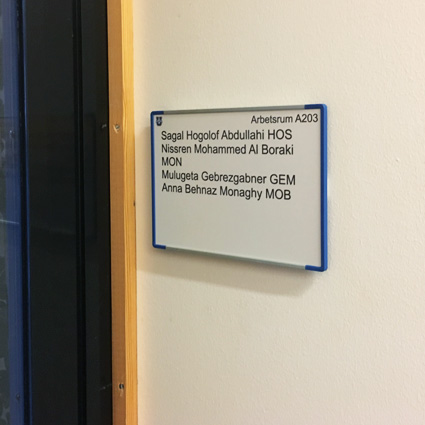 Arbetsrum A203
Sagal Hogolof Abdullahi HOS
Nissren Mohammed Al Boraki
MON
Mulugeta Gebrezgabner GEM
Anna Behnaz Monaghy MOB